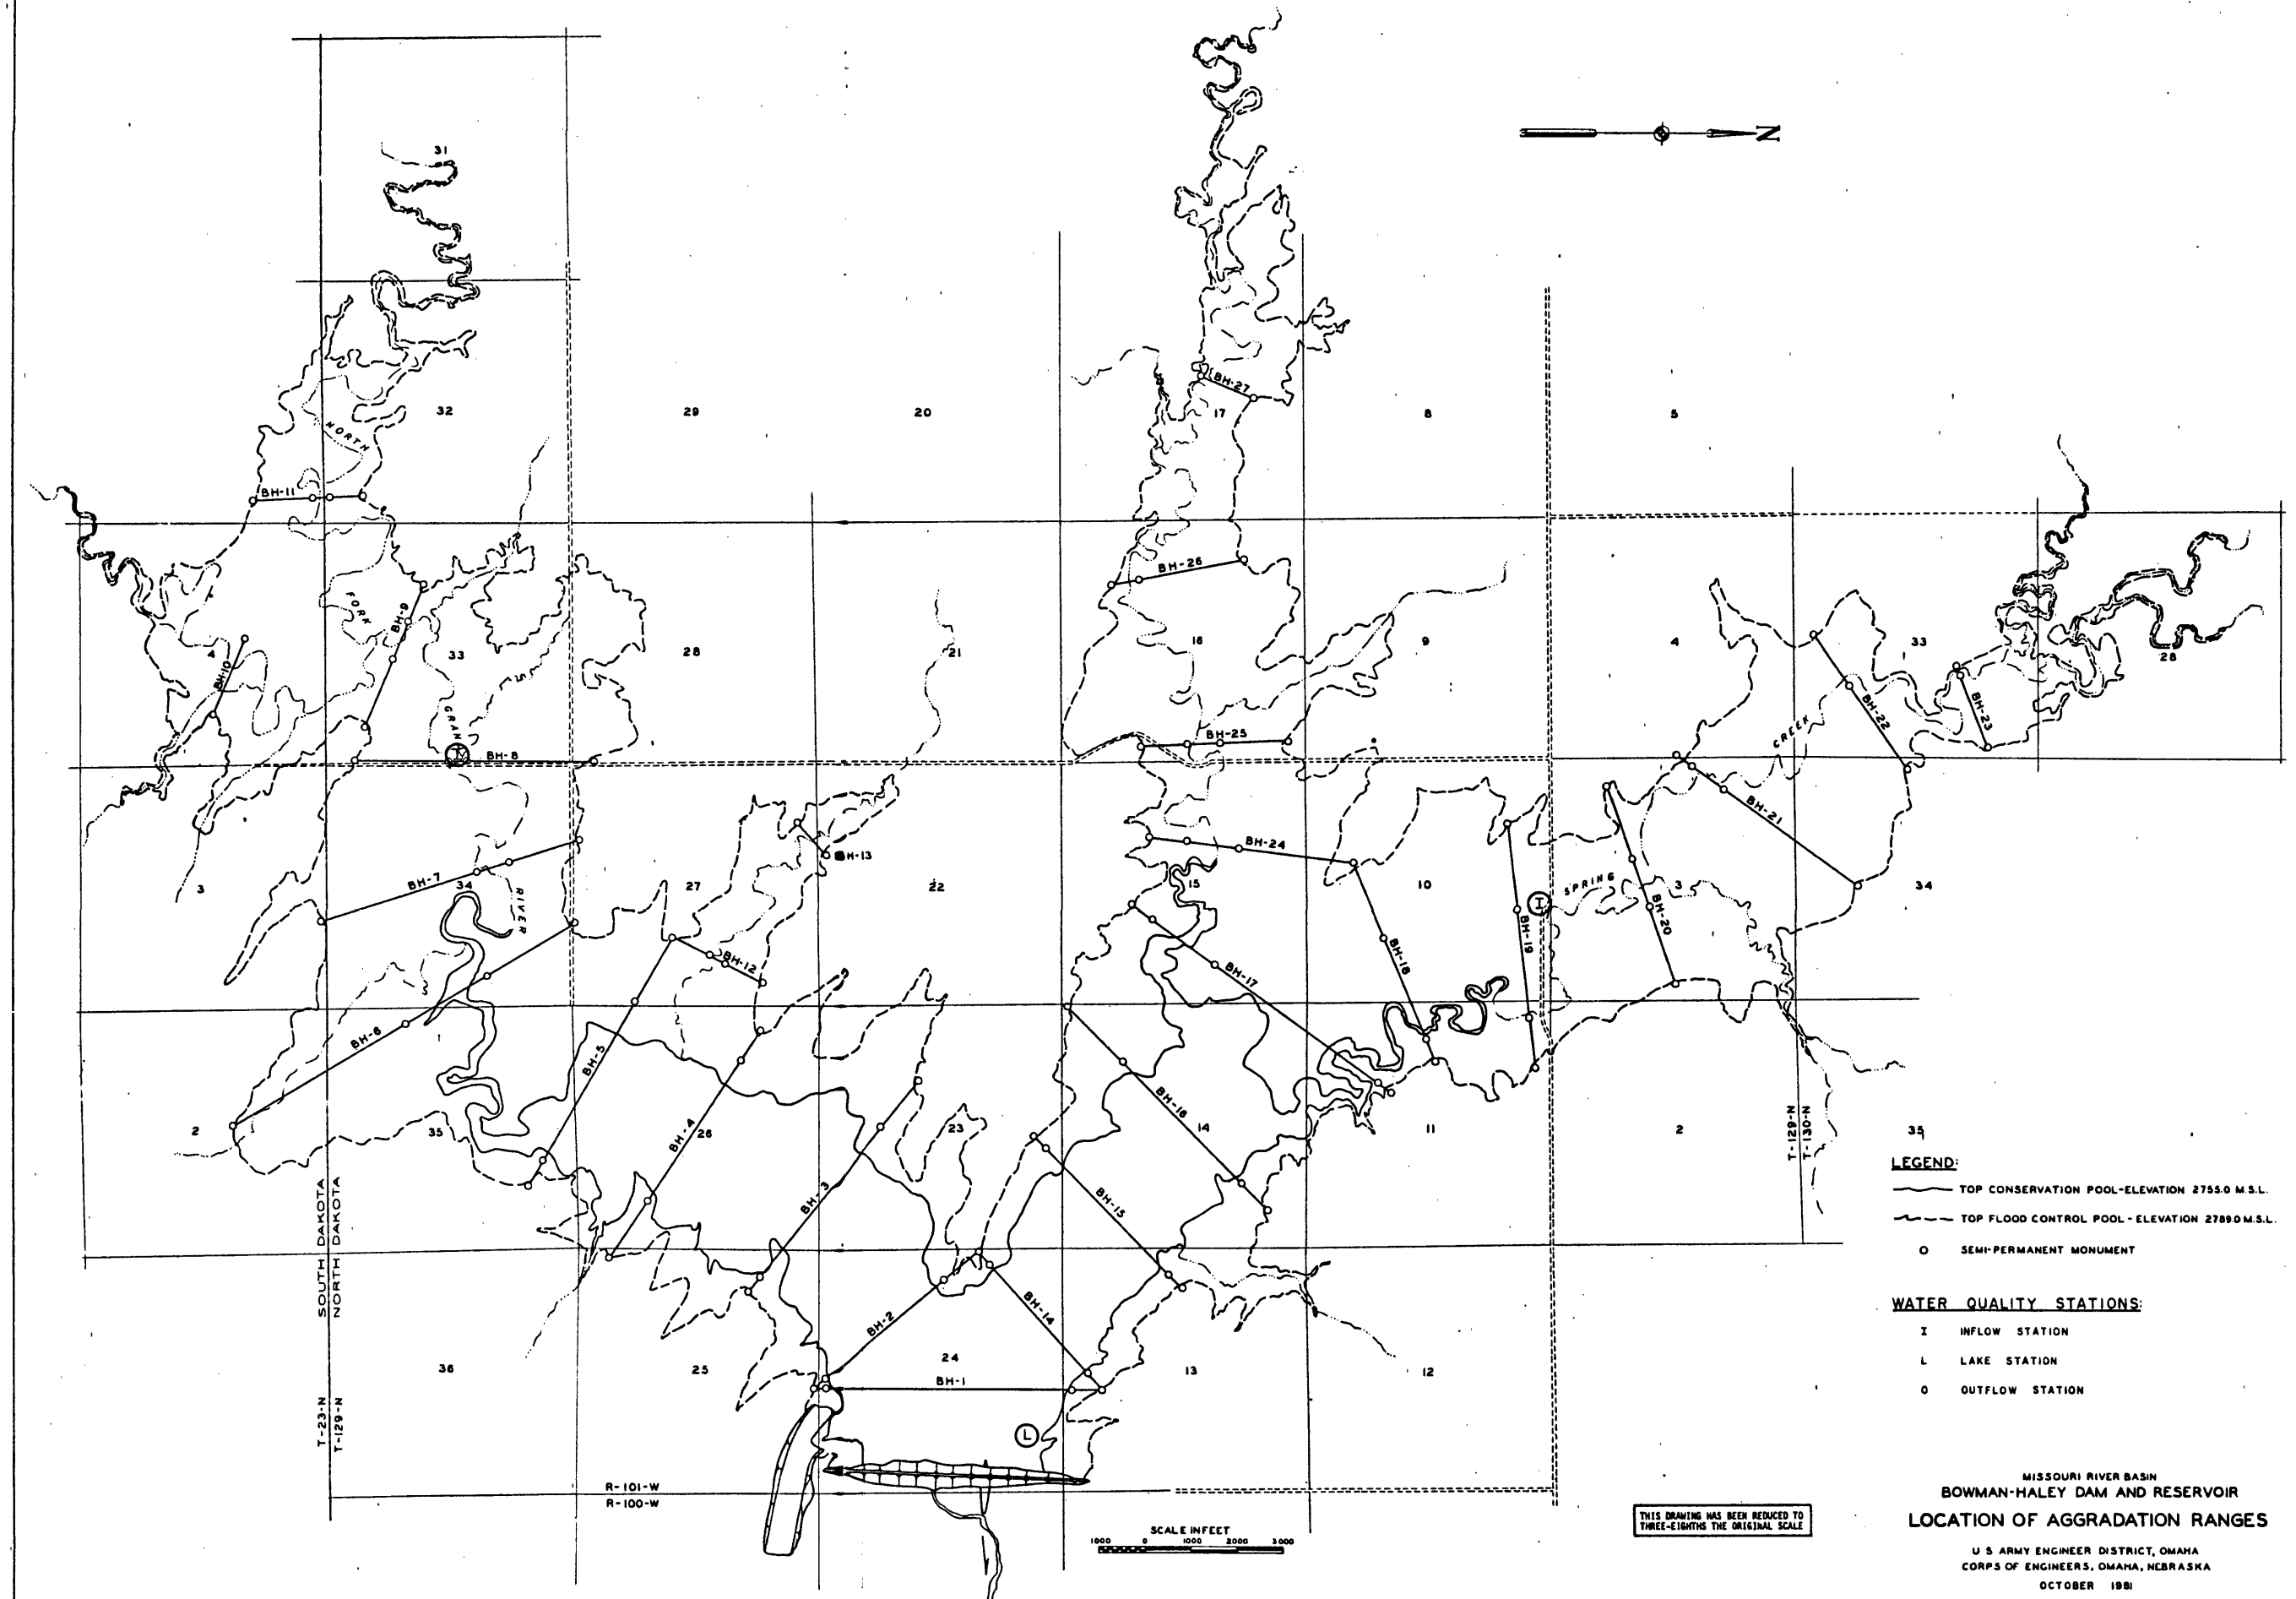 31
N
BH-27
32
29
20
17
8
5
NORTH
BH-11
BH-26
FORK
BH-9
4
BH-10
33
28
21
16
9
4
33
28
BH-22
BH-23
GRAND
CREEK
BH-8
BH-25
BH-21
BH-13
BH-24
3
BH-7
34
RIVER
27
22
15
10
I
SPRING
3
34
BH-20
BH-19
BH-12
BH-17
BH-18
BH-6
BH-5
2
35
BH-4
26
23
BH-16
14
11
2
35
T-129-N
T-130-N
BH-3
BH-15
SOUTH DAKOTA
NORTH DAKOTA
BH-2
BH-14
36
25
24
13
12
BH-1
T-23-N
T-129-N
L
R-101-W
R-100-W
SCALE IN FEET
1000 0 1000 2000 3000
LEGEND:
TOP CONSERVATION POOL-ELEVATION 2755.0 M.S.L.
TOP FLOOD CONTROL POOL - ELEVATION 2789.0 M.S.L.
O SEMI-PERMANENT MONUMENT
WATER QUALITY STATIONS:
I INFLOW STATION
L LAKE STATION
O OUTFLOW STATION
THIS DRAWING HAS BEEN REDUCED TO
THREE-EIGHTHS THE ORIGINAL SCALE
MISSOURI RIVER BASIN
BOWMAN-HALEY DAM AND RESERVOIR
LOCATION OF AGGRADATION RANGES
U S ARMY ENGINEER DISTRICT, OMAHA
CORPS OF ENGINEERS, OMAHA, NEBRASKA
OCTOBER 1981